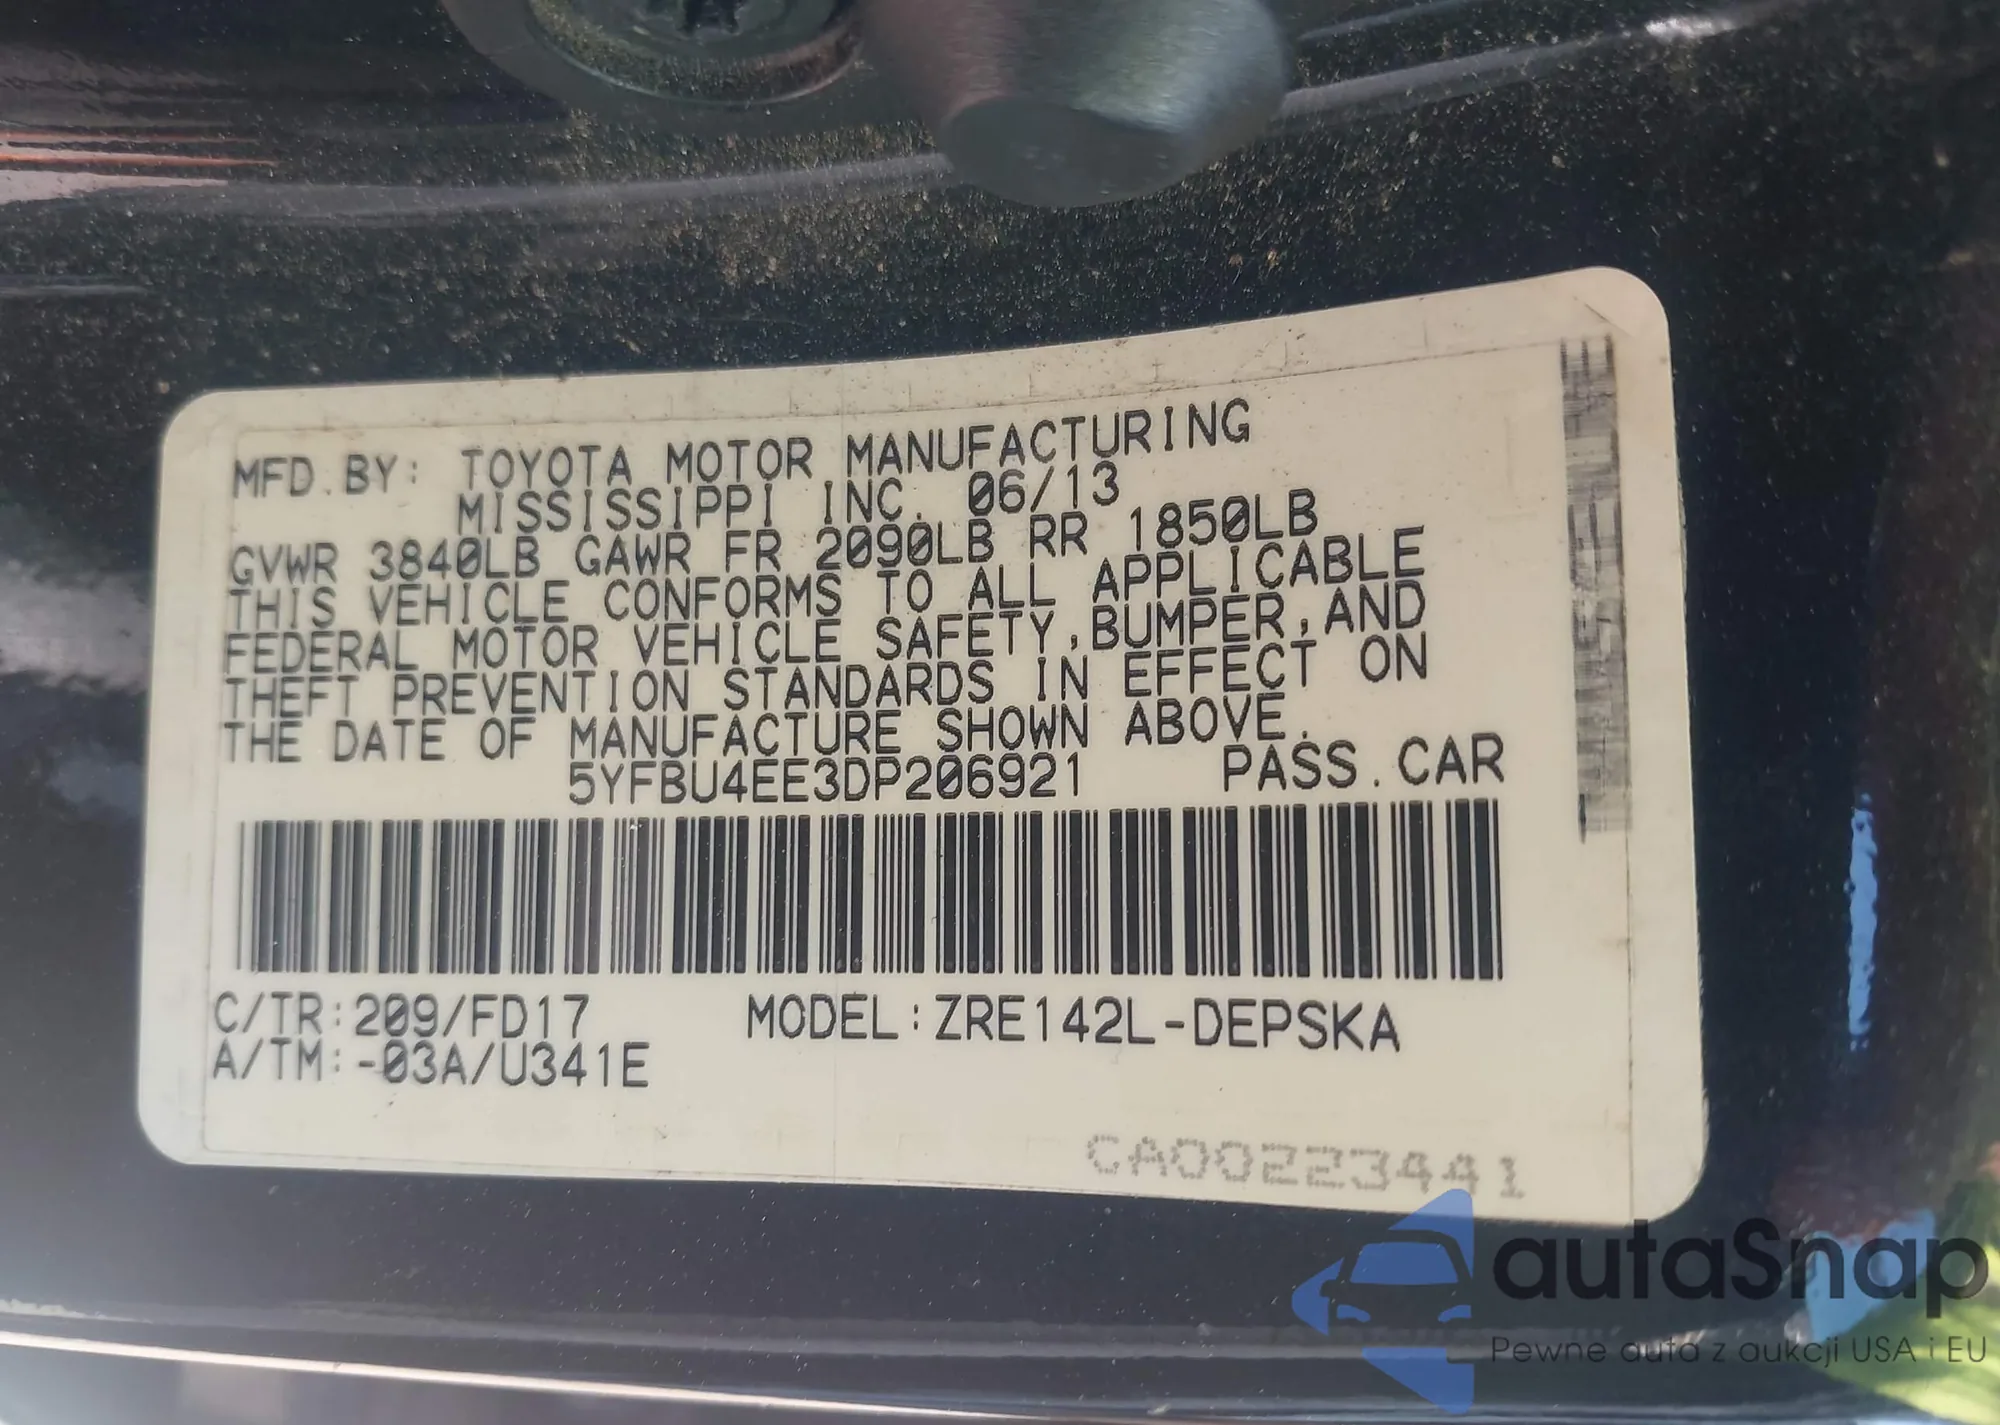 MFD.BY: TOYOTA MOTOR MANUFACTURING
MISSISSIPPI INC. 06/13
GVWR 3840LB GAWR FR 2090LB RR 1850LB
THIS VEHICLE CONFORMS TO ALL APPLICABLE
FEDERAL MOTOR VEHICLE SAFETY,BUMPER,AND
THEFT PREVENTION STANDARDS IN EFFECT ON
THE DATE OF MANUFACTURE SHOWN ABOVE.
5YFBU4EE3DP206921 PASS.CAR
C/TR:209/FD17 MODEL:ZRE142L-DEPSKA
A/TM:-03A/U341E
CA00223441
autaSnap
Pewne auta z aukcji USA i EU